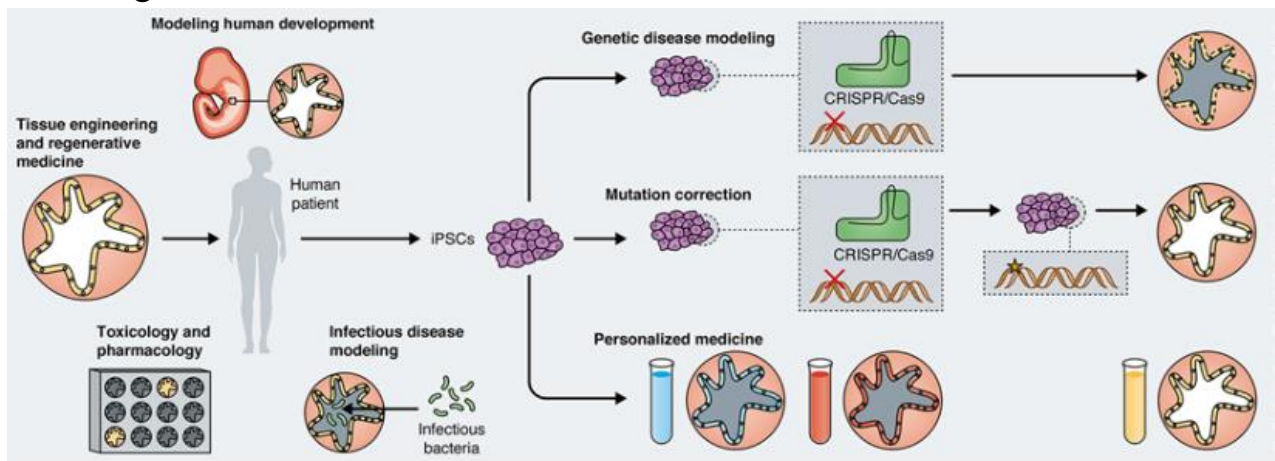 Modeling human development
Tissue engineering
and regenerative
medicine
Human
patient
iPSCs
Genetic disease modeling
CRISPR/Cas9
Mutation correction
CRISPR/Cas9
Toxicology and
pharmacology
Infectious disease
modeling
Infectious
bacteria
Personalized medicine